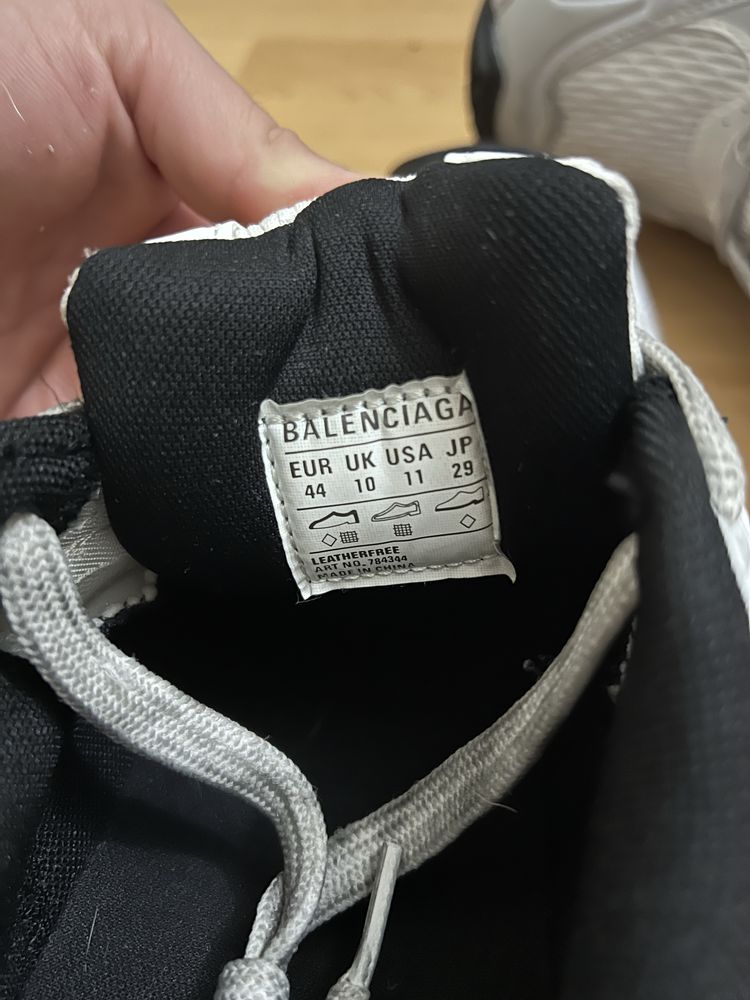 BALENCIAGA
EUR UK USA JP
44 10 11 29
LEATHERFREE
ART NO. 784344
MADE IN CHINA